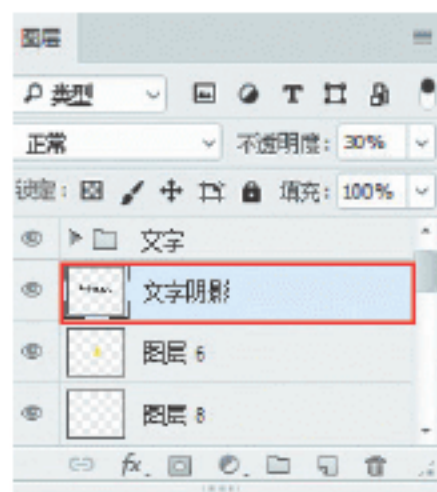 图层
类型
正常 不透明度: 30%
锁定: 填充: 100%
文字
文字阴影
图层 6
图层 8
fx